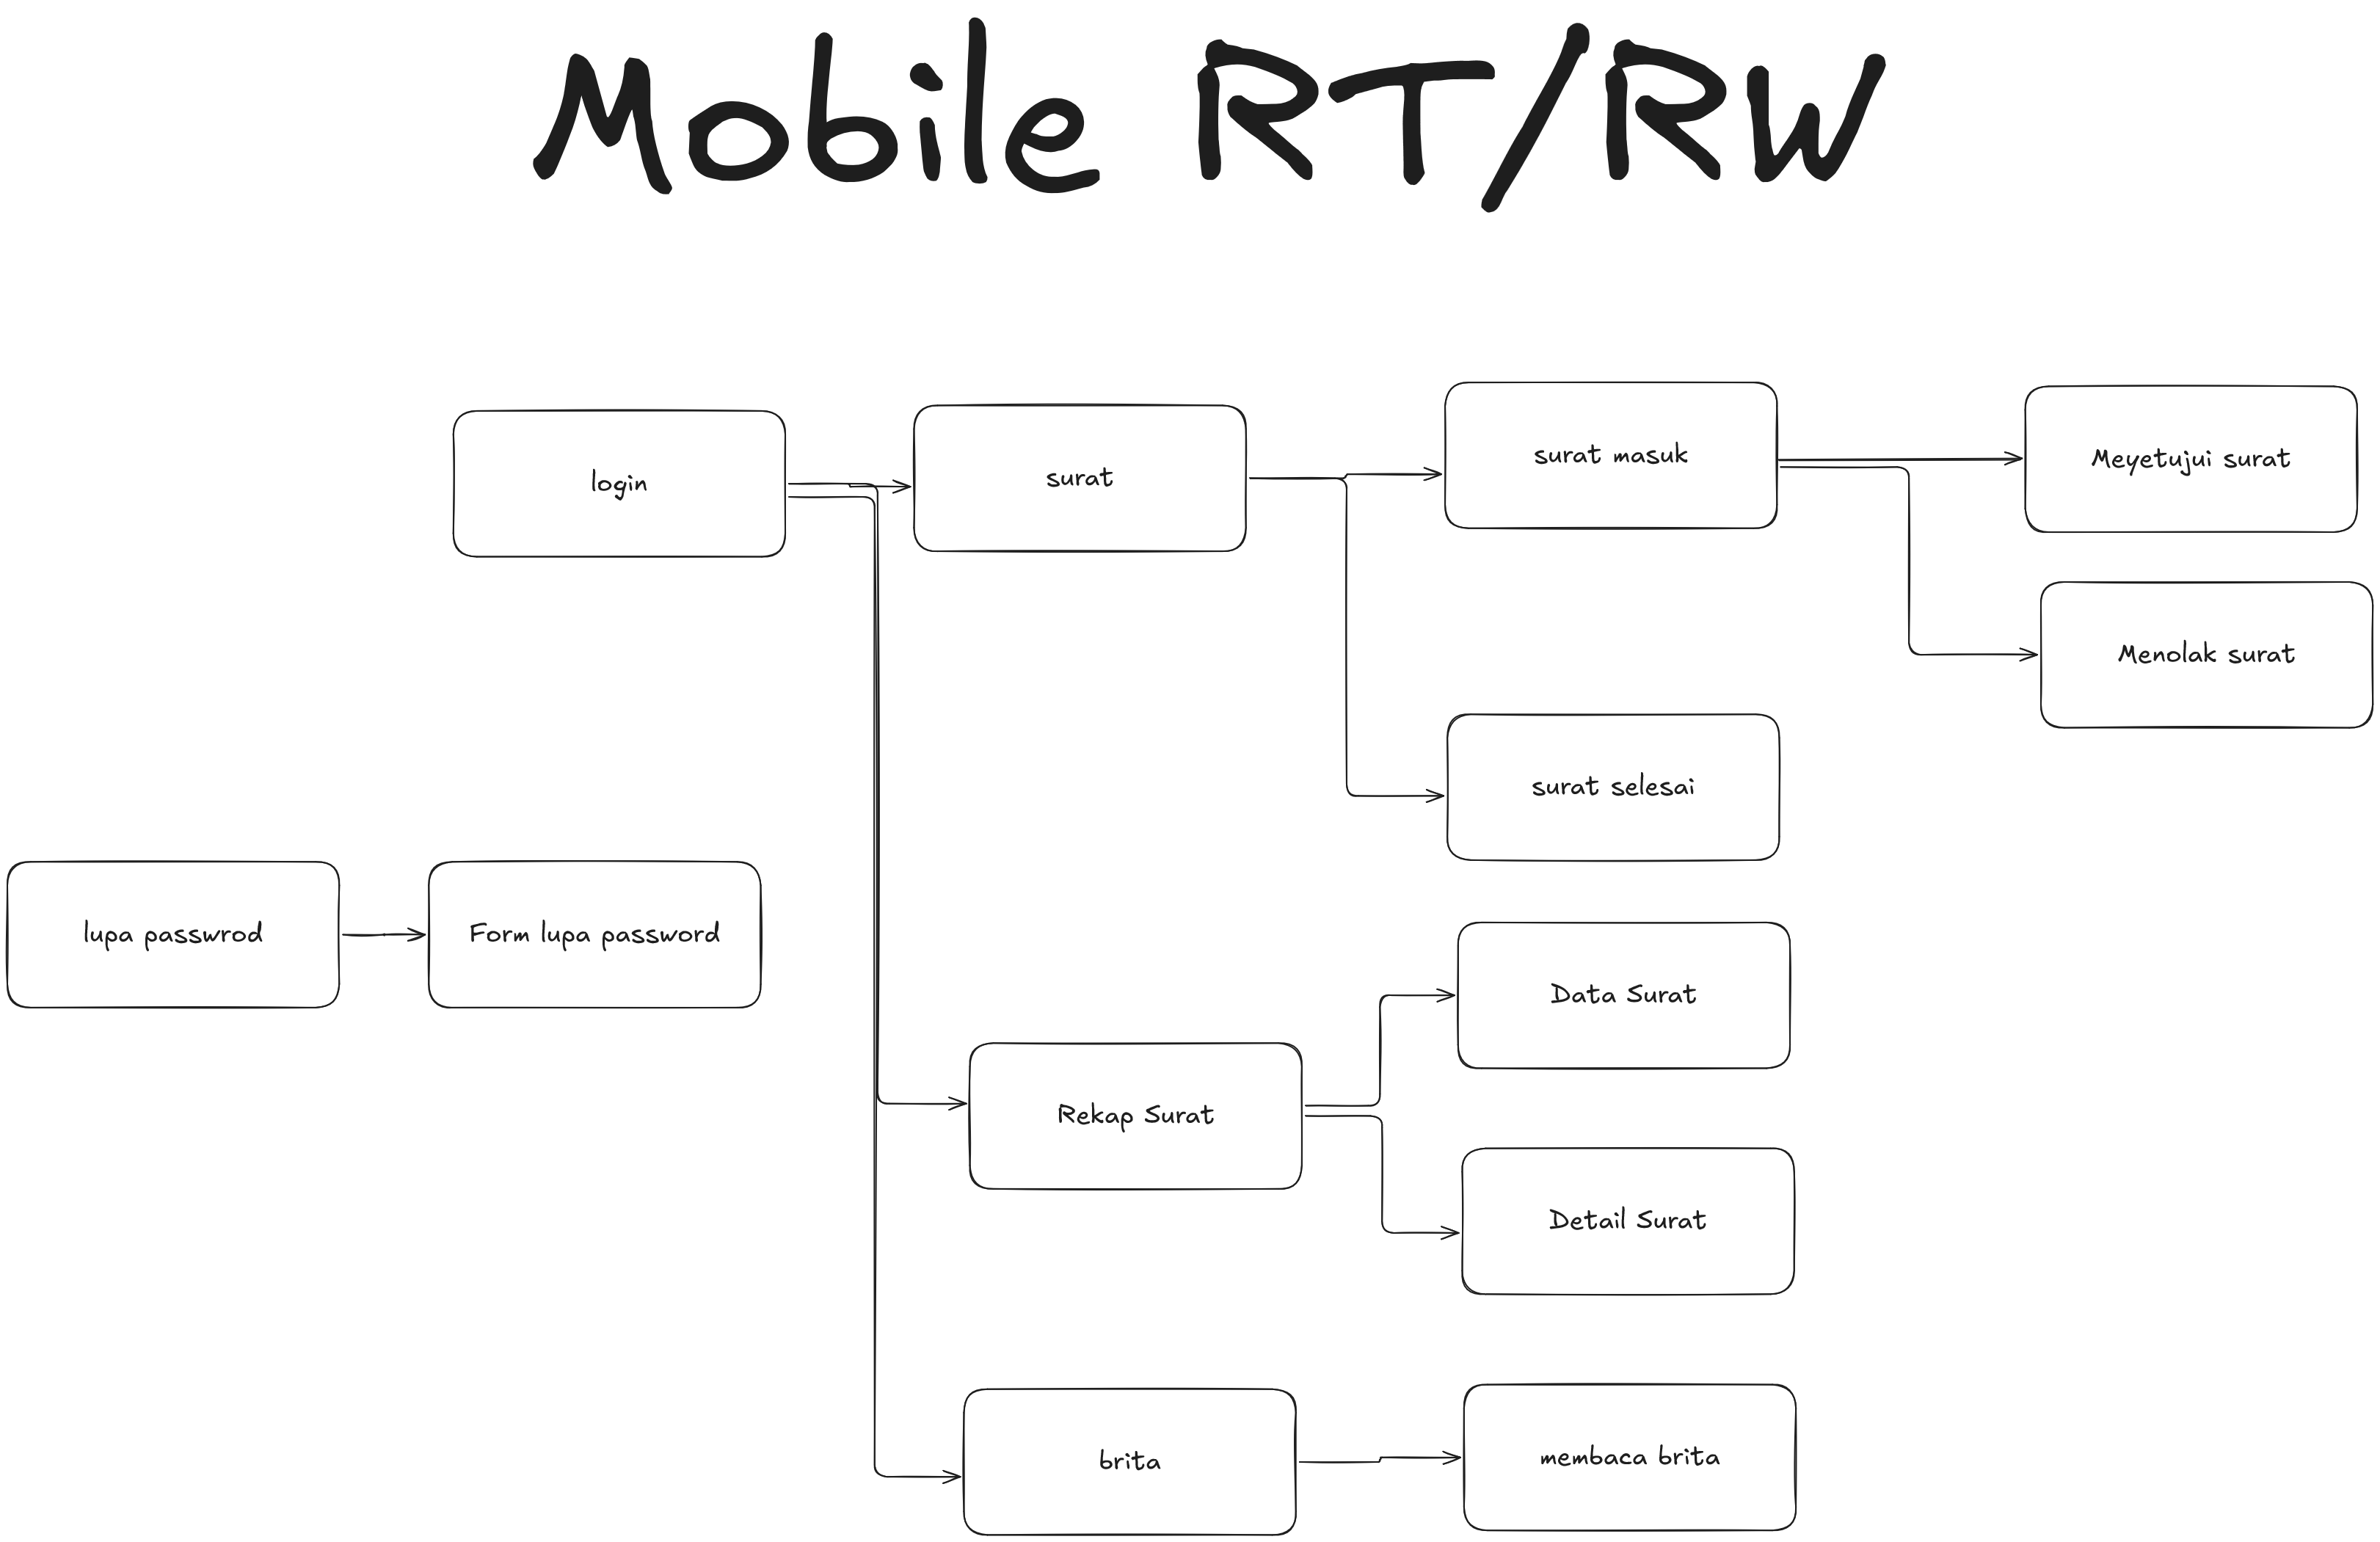 Mobile RT/RW
login
surat
surat masuk
Meyetujui surat
Menolak surat
surat selesai
lupa passwrod
Form lupa password
Data Surat
Rekap Surat
Detail Surat
brita
membaca brita